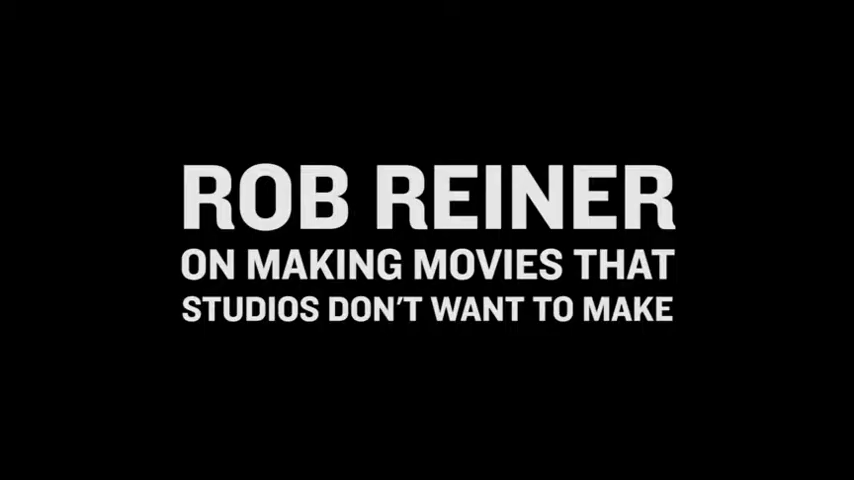 ROB REINER
ON MAKING MOVIES THAT
STUDIOS DON'T WANT TO MAKE